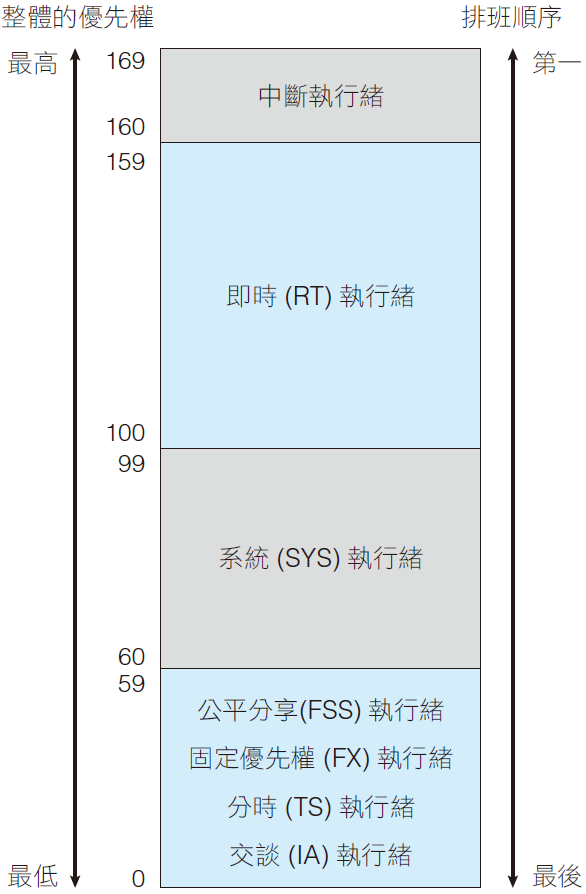 整體的優先權
排班順序
最高
169
第一
中斷執行緒
160
159
即時 (RT) 執行緒
100
99
系統 (SYS) 執行緒
60
59
公平分享(FSS) 執行緒
固定優先權 (FX) 執行緒
分時 (TS) 執行緒
交談 (IA) 執行緒
最低
0
最後